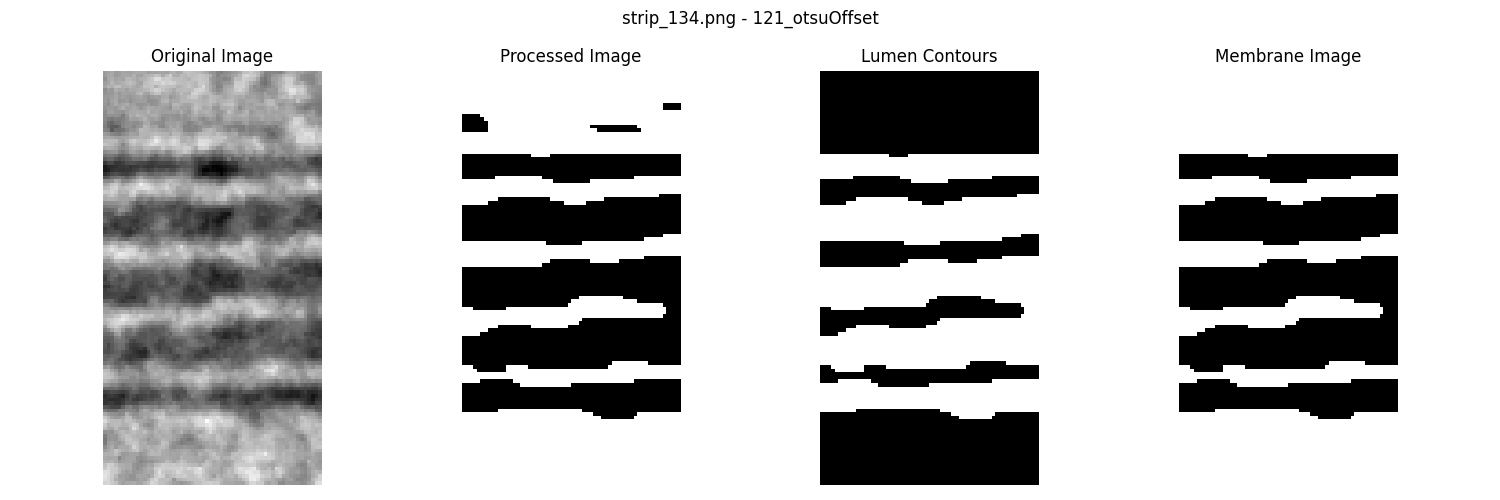 strip_134.png - 121_otsuOffset
Original Image
Processed Image
Lumen Contours
Membrane Image